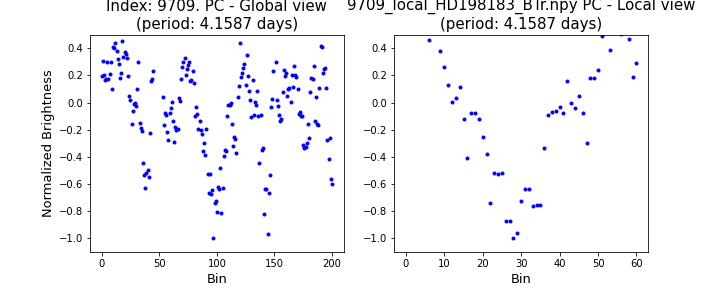 Index: 9709. PC - Global view
(period: 4.1587 days)
9709_local_HD198183_BTr.npy PC - Local view
(period: 4.1587 days)
Normalized Brightness
0.4
0.2
0.0
−0.2
−0.4
−0.6
−0.8
−1.0
0 50 100 150 200
Bin
0.4
0.2
0.0
−0.2
−0.4
−0.6
−0.8
−1.0
0 10 20 30 40 50 60
Bin